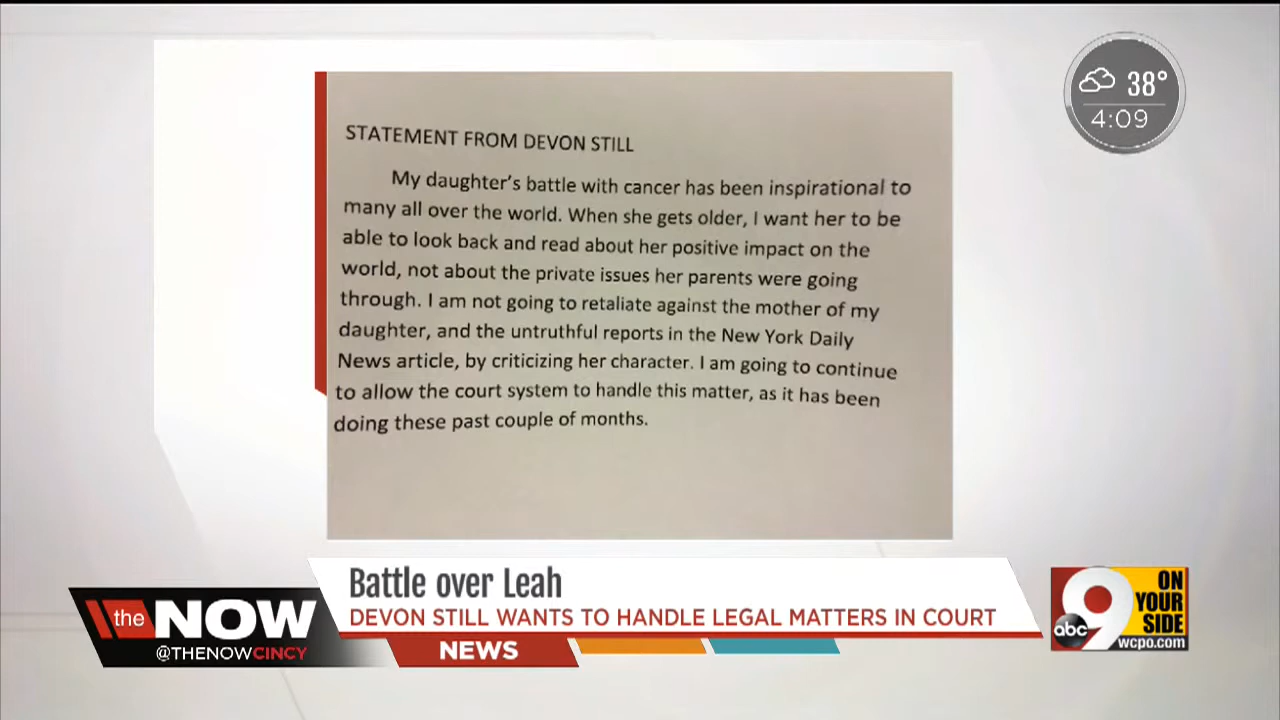 38°
4:09
STATEMENT FROM DEVON STILL
My daughter's battle with cancer has been inspirational to
many all over the world. When she gets older, I want her to be
able to look back and read about her positive impact on the
world, not about the private issues her parents were going
through. I am not going to retaliate against the mother of my
daughter, and the untruthful reports in the New York Daily
News article, by criticizing her character. I am going to continue
to allow the court system to handle this matter, as it has been
doing these past couple of months.
Battle over Leah
DEVON STILL WANTS TO HANDLE LEGAL MATTERS IN COURT
the NOW
@THENOWCINCY
NEWS
9
abc
ON
YOUR
SIDE
wcpo.com